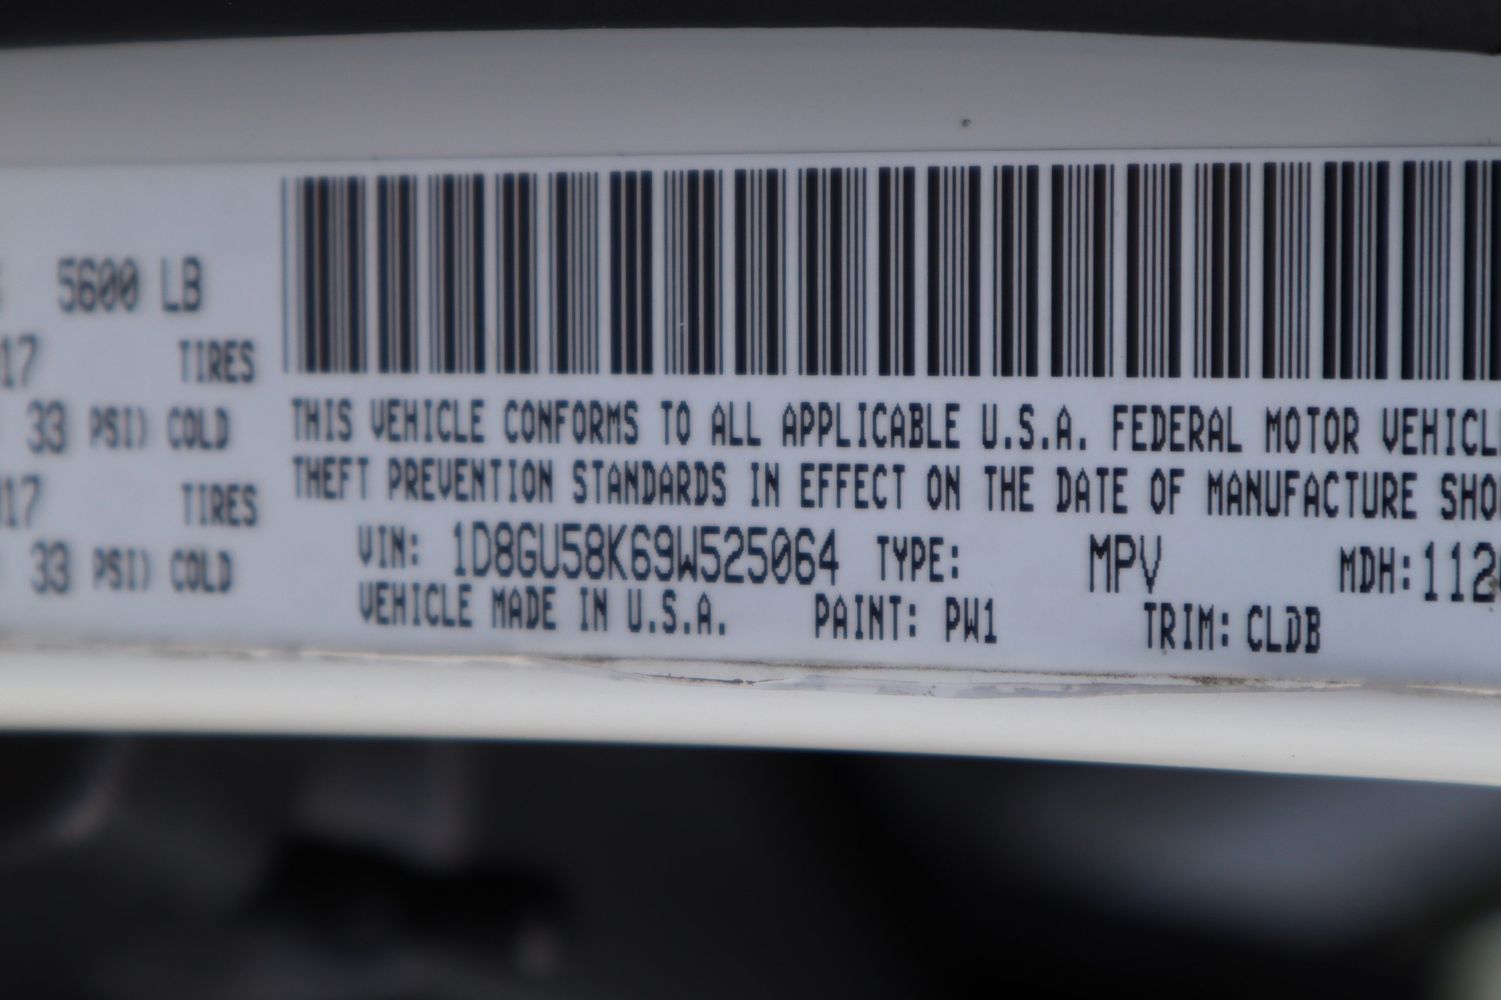 5600 LB
17 TIRES
33 PSI) COLD
17 TIRES
33 PSI) COLD
THIS VEHICLE CONFORMS TO ALL APPLICABLE U.S.A. FEDERAL MOTOR VEHICL
THEFT PREVENTION STANDARDS IN EFFECT ON THE DATE OF MANUFACTURE SHO
VIN: 1D8GU58K69W525064 TYPE: MPV MDH: 112
VEHICLE MADE IN U.S.A. PAINT: PW1 TRIM: CLDB